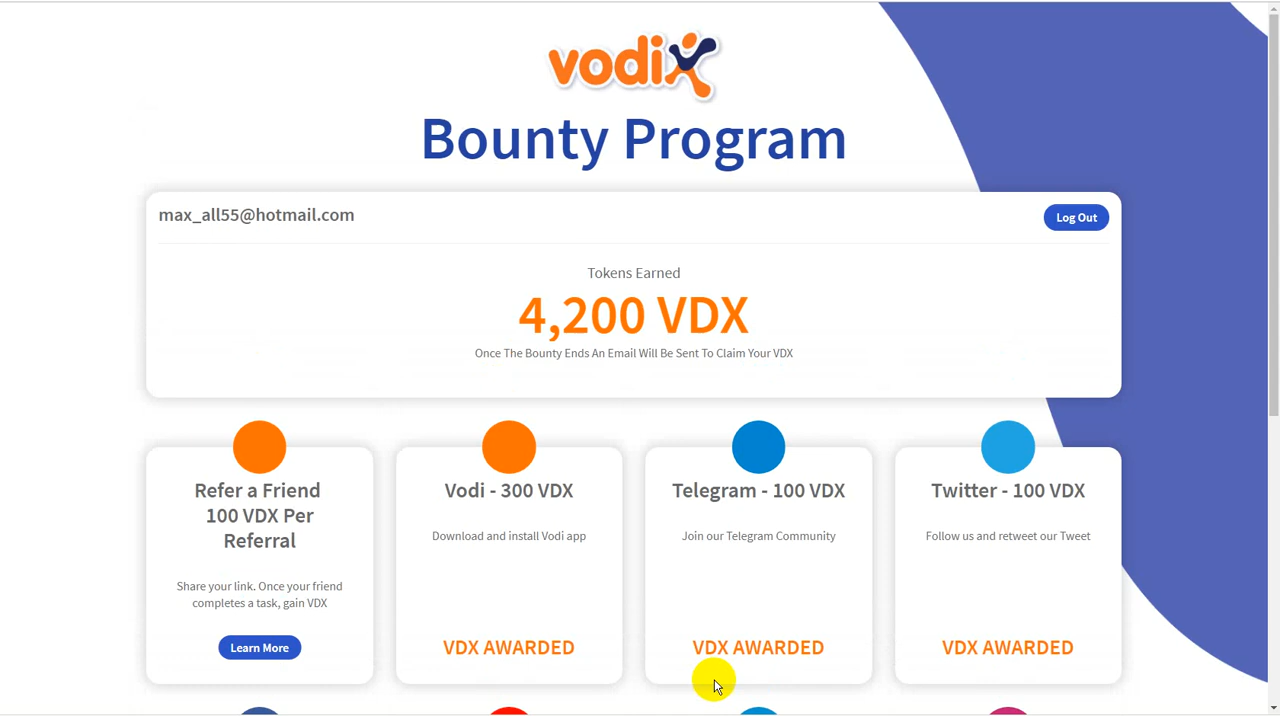 vodiX
Bounty Program
max_all55@hotmail.com
Log Out
Tokens Earned
4,200 VDX
Once The Bounty Ends An Email Will Be Sent To Claim Your VDX
Refer a Friend
100 VDX Per
Referral
Share your link. Once your friend
completes a task, gain VDX
Learn More
Vodi - 300 VDX
Download and install Vodi app
VDX AWARDED
Telegram - 100 VDX
Join our Telegram Community
VDX AWARDED
Twitter - 100 VDX
Follow us and retweet our Tweet
VDX AWARDED